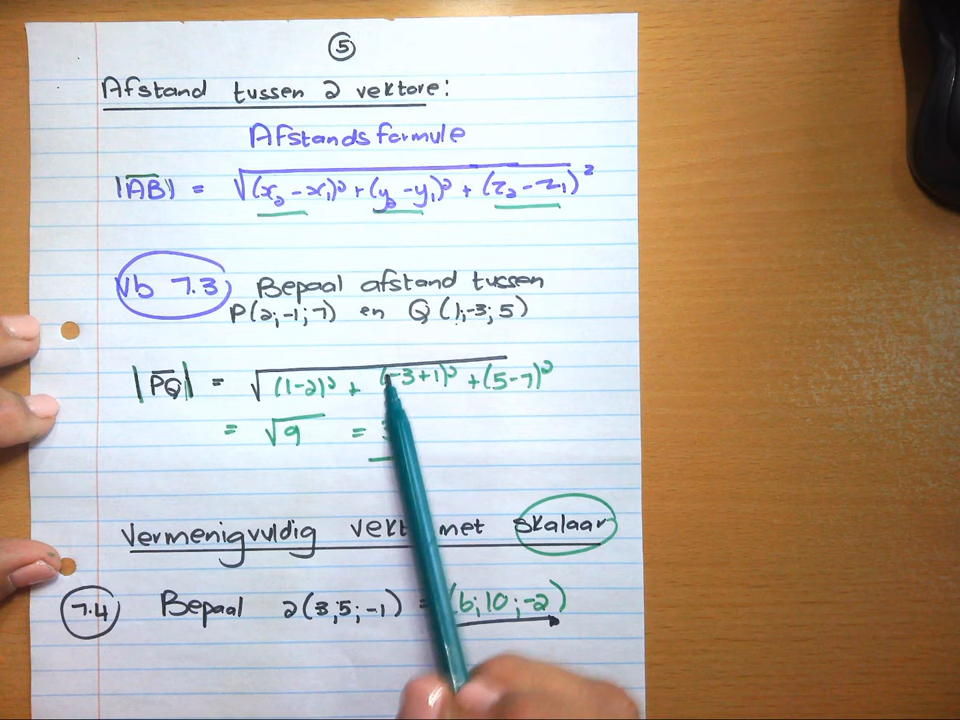 5
Afstand tussen 2 vektore:
Afstandsformule
|AB| = √(x₂ - x₁)² + (y₂ - y₁)² + (z₂ - z₁)²
Vb 7.3 Bepaal afstand tussen
P(2;-1;7) en Q(1;-3;5)
|PQ| = √(1-2)² + (-3+1)² + (5-7)²
= √9 =
Vermenigvuldig vekt met skalaar
7.4 Bepaal 2(3;5;-1) = (6;10;-2)